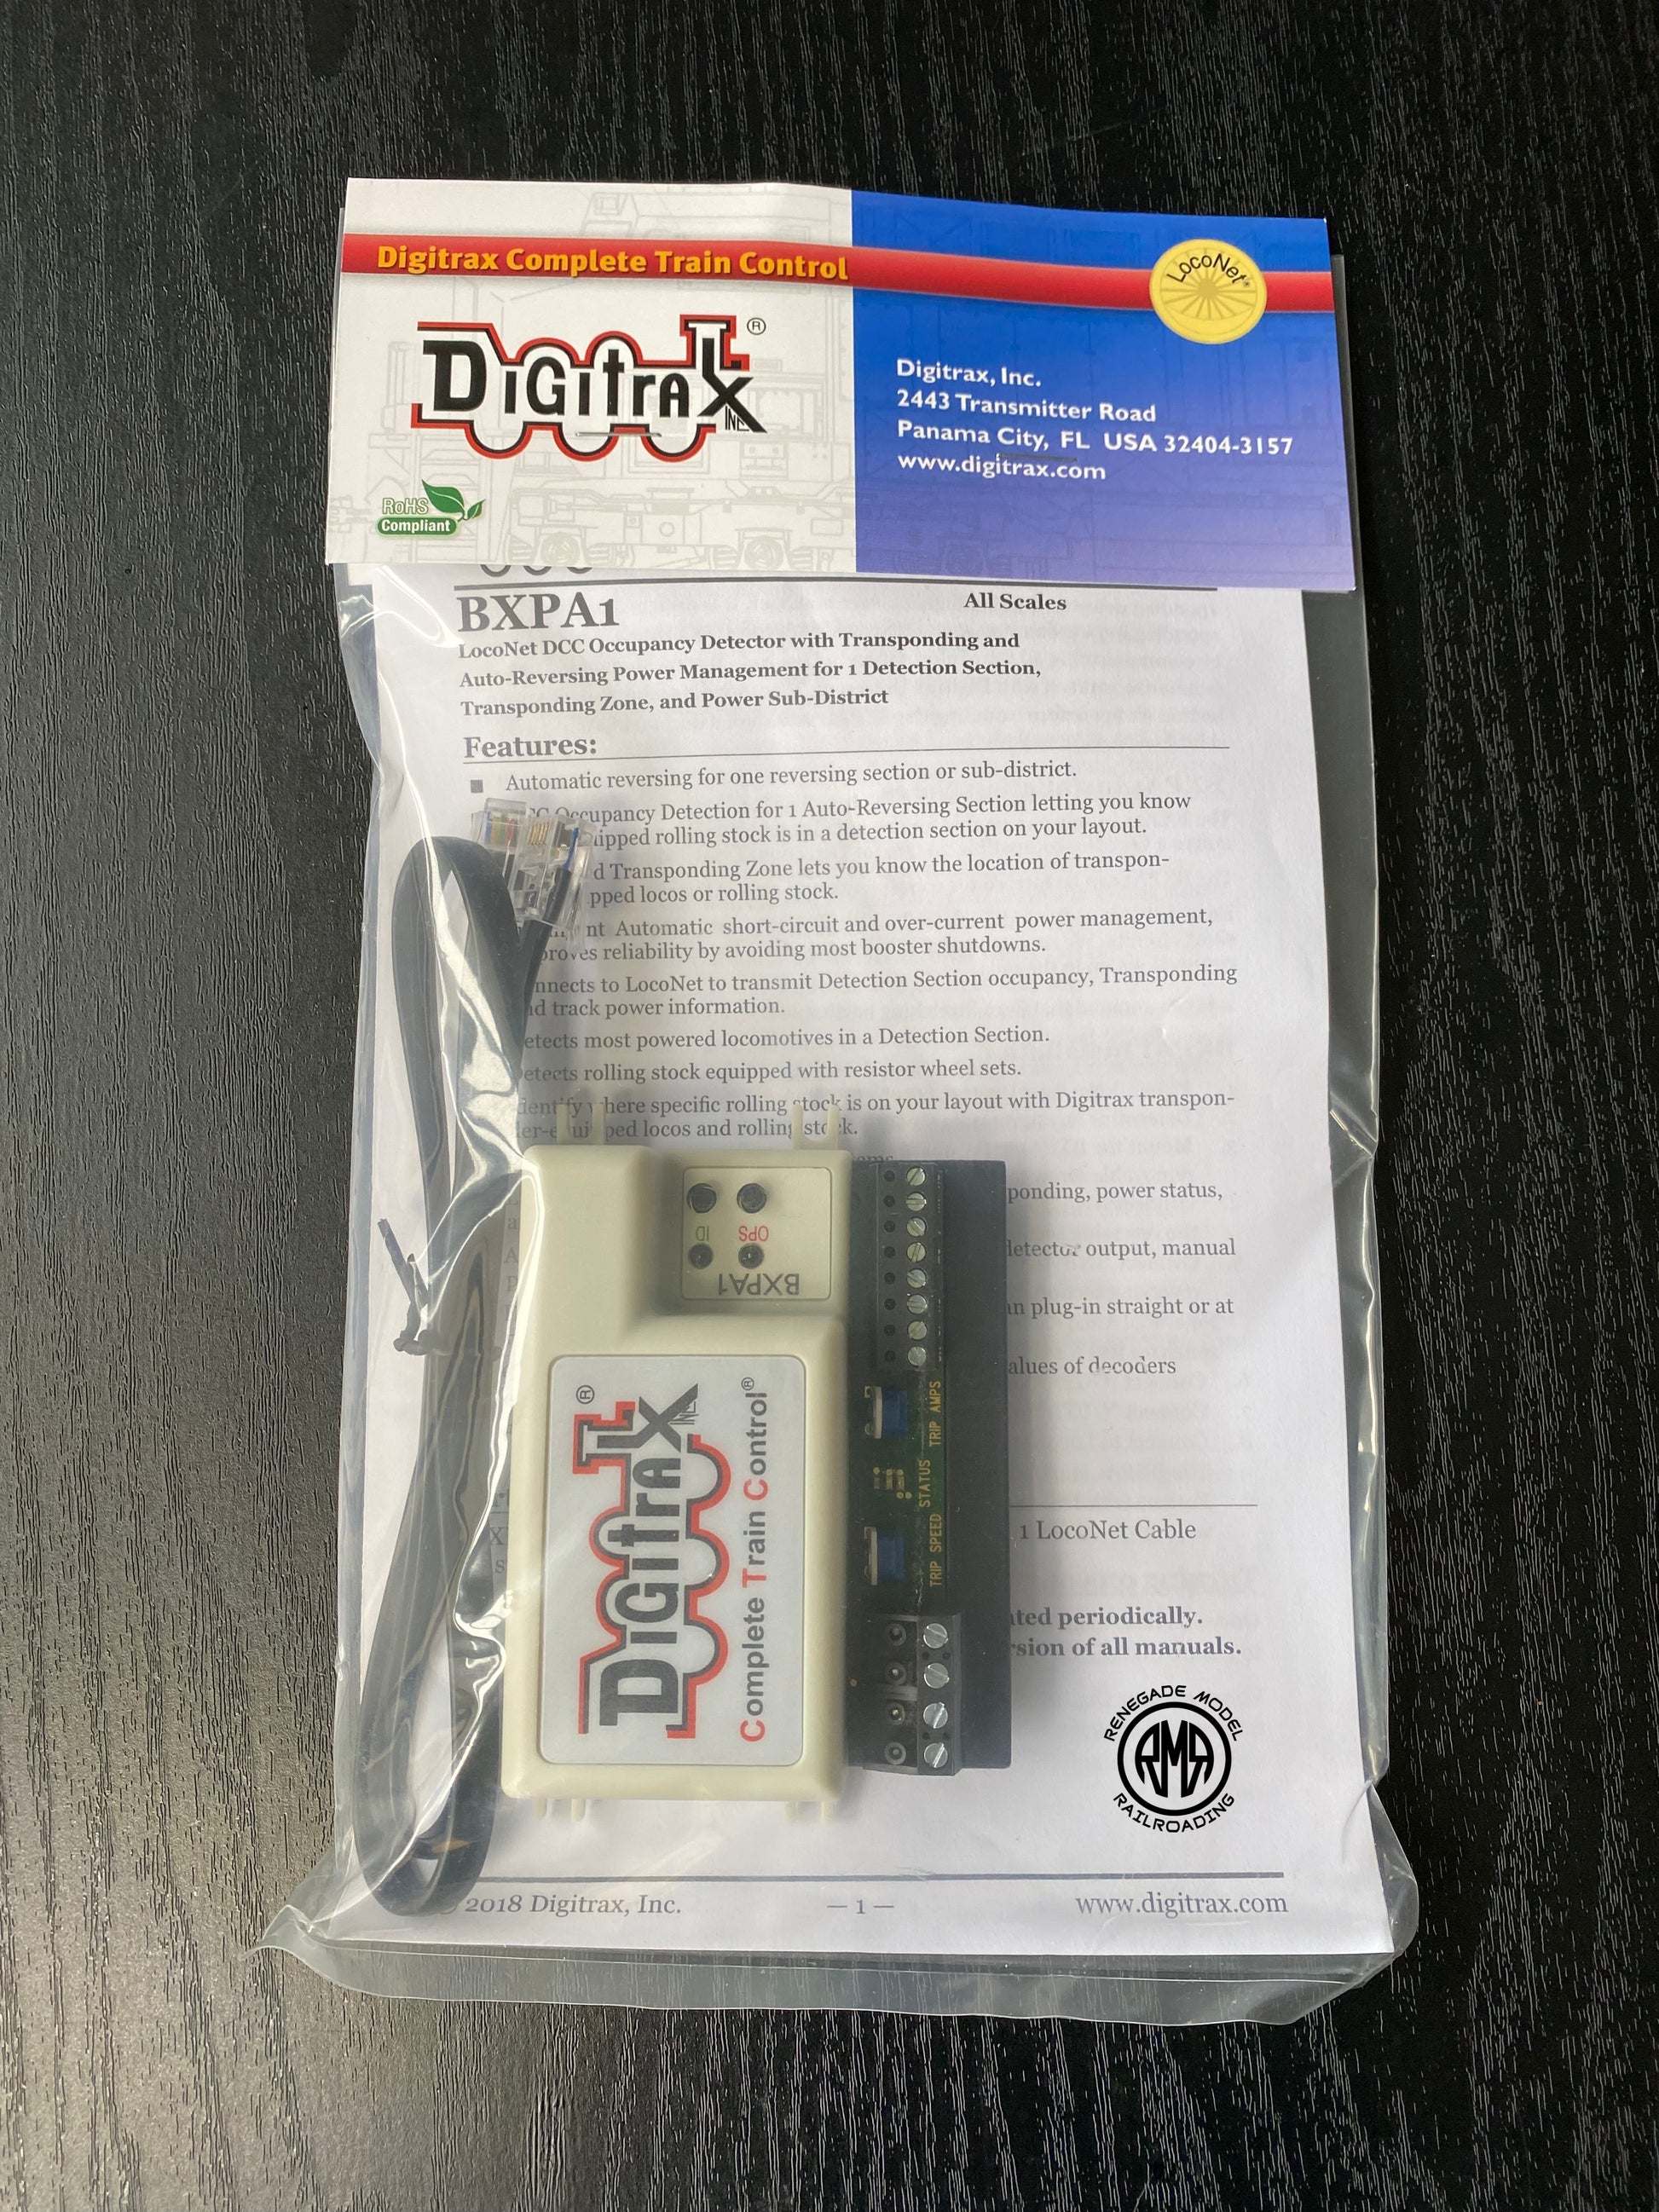 Digitrax Complete Train Control
LocoNet®
DIGITRAX INC ®
Digitrax, Inc.
2443 Transmitter Road
Panama City, FL USA 32404-3157
www.digitrax.com
RoHS
Compliant
BXPA1
All Scales
LocoNet DCC Occupancy Detector with Transponding and
Auto-Reversing Power Management for 1 Detection Section,
Transponding Zone, and Power Sub-District
Features:
■ Automatic reversing for one reversing section or sub-district.
Occupancy Detection for 1 Auto-Reversing Section letting you know
rolling stock is in a detection section on your layout.
Transponding Zone lets you know the location of transpon-
locos or rolling stock.
Automatic short-circuit and over-current power management,
reliability by avoiding most booster shutdowns.
to LocoNet to transmit Detection Section occupancy, Transponding
track power information.
most powered locomotives in a Detection Section.
rolling stock equipped with resistor wheel sets.
where specific rolling stock is on your layout with Digitrax transpon-
locos and rolling stock.
power status,
output, manual
plug-in straight or at
of decoders
ID OPS
BXPA1
DIGITRAX INC ®
Complete Train Control®
TRIP SPEED STATUS TRIP AMPS
1 LocoNet Cable
periodically.
of all manuals.
RENEGADE MODEL
RMR
RAILROADING
2018 Digitrax, Inc.
— 1 —
www.digitrax.com